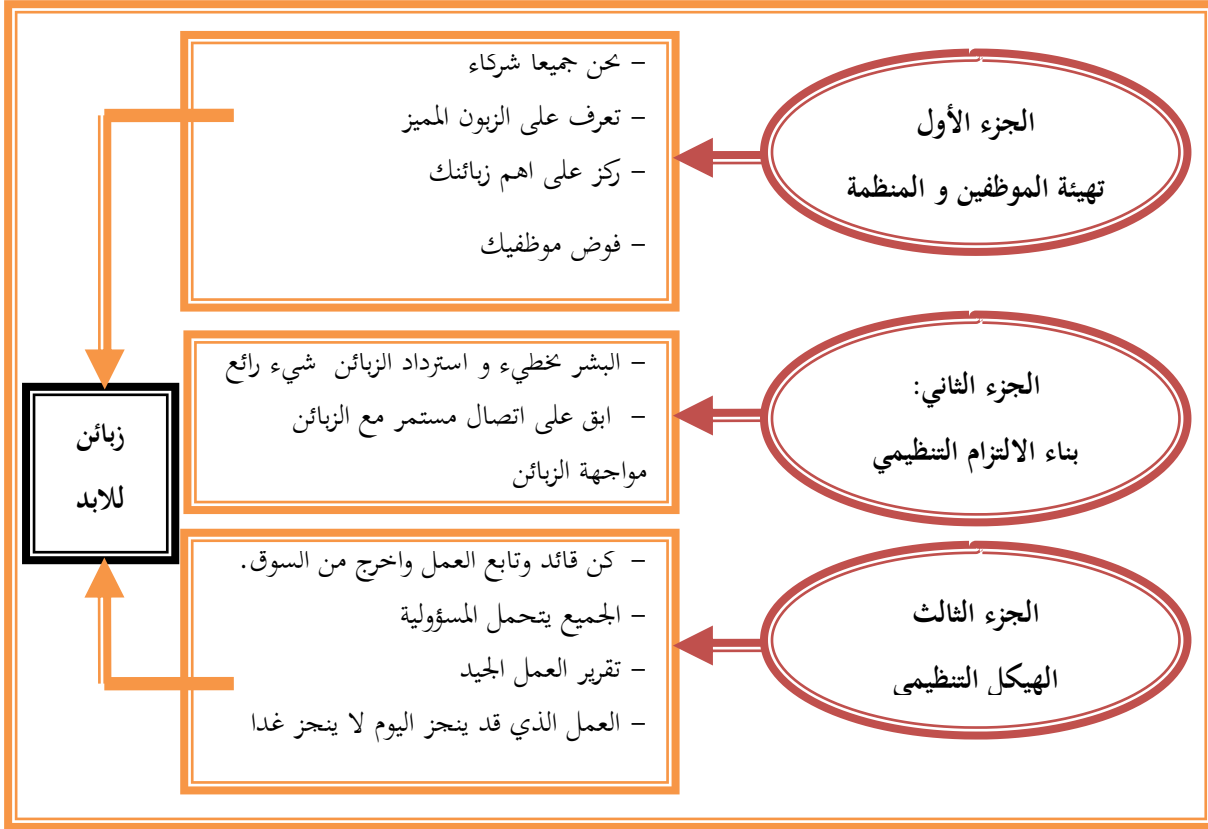 الجزء الأول
تهيئة الموظفين و المنظمة
– نحن جميعا شركاء
– تعرف على الزبون المميز
– ركز على اهم زبائنك
– فوض موظفيك
الجزء الثاني:
بناء الالتزام التنظيمي
– البشر يخطيء و استرداد الزبائن شيء رائع
– ابق على اتصال مستمر مع الزبائن
مواجهة الزبائن
الجزء الثالث
الهيكل التنظيمي
– كن قائد وتابع العمل واخرج من السوق.
– الجميع يتحمل المسؤولية
– تقرير العمل الجيد
– العمل الذي قد ينجز اليوم لا ينجز غدا
زبائن
للابد